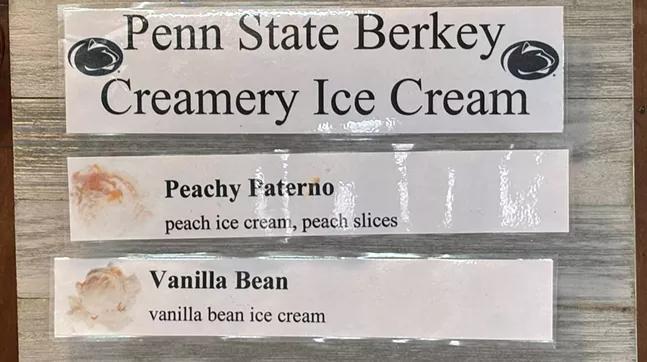 Penn State Berkey
Creamery Ice Cream
Peachy Paterno
peach ice cream, peach slices
Vanilla Bean
vanilla bean ice cream